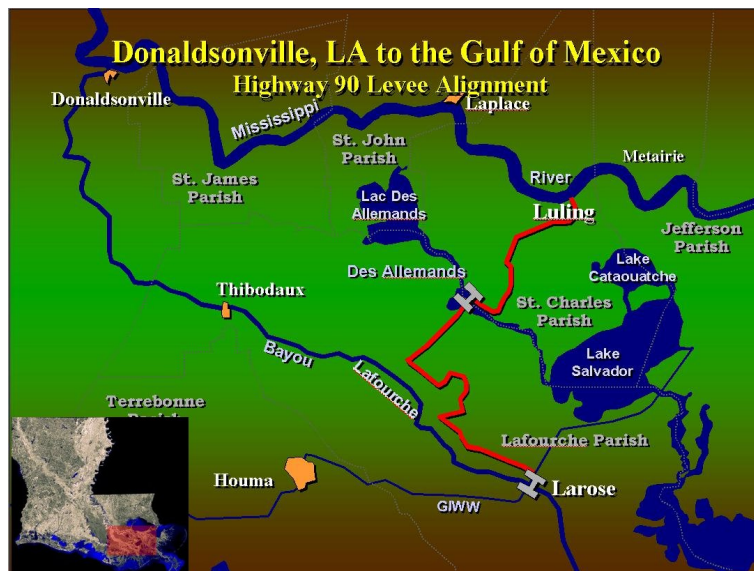 Donaldsonville, LA to the Gulf of Mexico
Highway 90 Levee Alignment
Donaldsonville
Mississippi
Laplace
St. John
Parish
Metairie
St. James
Parish
River
Lac Des
Allemands
Luling
Jefferson
Parish
Des Allemands
Lake
Cataouatche
Thibodaux
St. Charles
Parish
Bayou
Lafourche
Lake
Salvador
Terrebonne
Parish
Lafourche Parish
Houma
Larose
GIWW